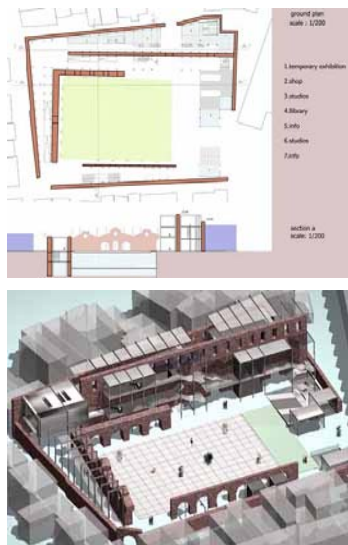 ground plan
scale : 1/200
1.temporary exhibition
2.shop
3.studios
4.library
5.info
6.studios
7.info
section a
scale: 1/200